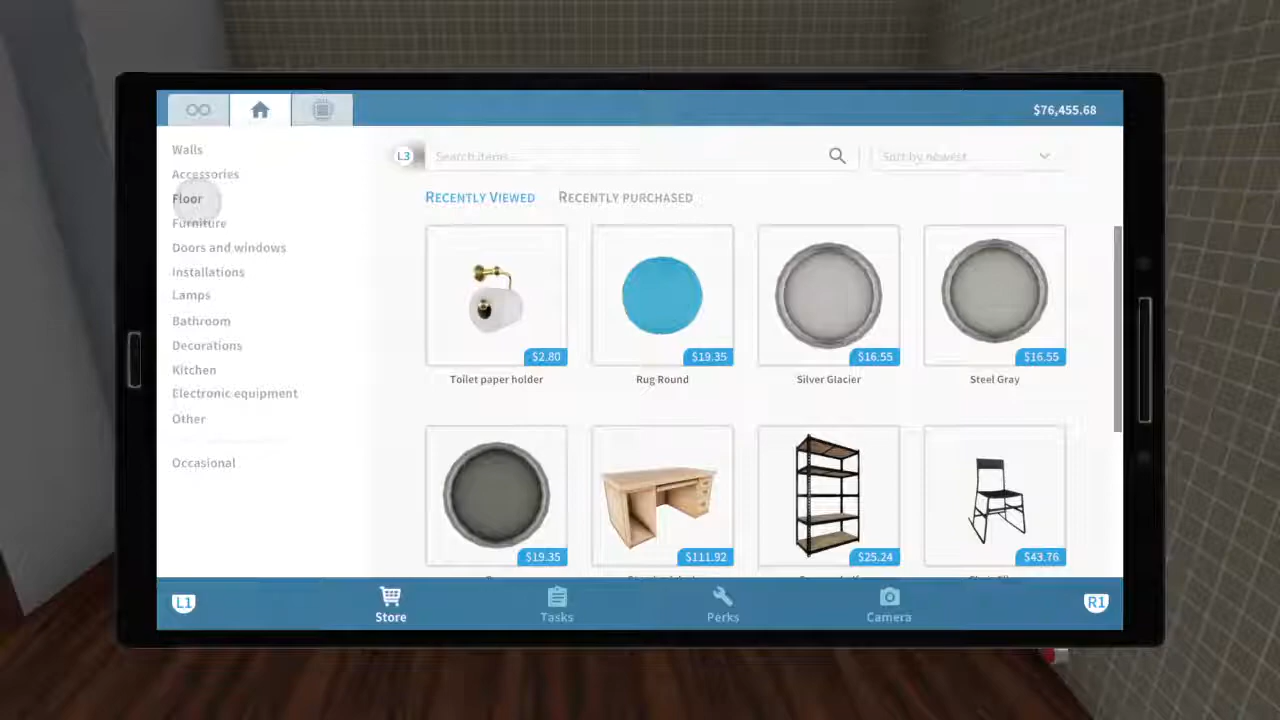 $76,455.68
Walls
Accessories
Floor
Furniture
Doors and windows
Installations
Lamps
Bathroom
Decorations
Kitchen
Electronic equipment
Other
Occasional
L3
Search items...
Sort by newest
RECENTLY VIEWED
RECENTLY PURCHASED
$2.80
$19.35
$16.55
$16.55
Toilet paper holder
Rug Round
Silver Glacier
Steel Gray
$19.35
$111.92
$25.24
$43.76
L1
Store
Tasks
Perks
Camera
R1